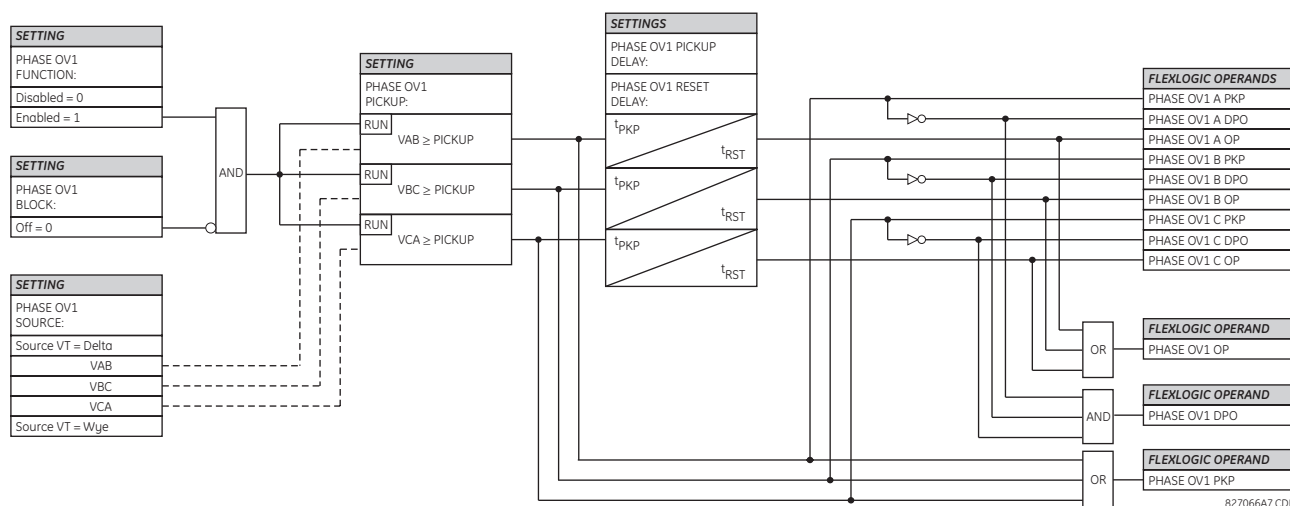 SETTING
PHASE OV1
FUNCTION:
Disabled = 0
Enabled = 1
SETTING
PHASE OV1
BLOCK:
Off = 0
SETTING
PHASE OV1
SOURCE:
Source VT = Delta
VAB
VBC
VCA
Source VT = Wye
AND
SETTING
PHASE OV1
PICKUP:
RUN
VAB ≥ PICKUP
RUN
VBC ≥ PICKUP
RUN
VCA ≥ PICKUP
SETTINGS
PHASE OV1 PICKUP
DELAY:
PHASE OV1 RESET
DELAY:
tPKP
tRST
tPKP
tRST
tPKP
tRST
FLEXLOGIC OPERANDS
PHASE OV1 A PKP
PHASE OV1 A DPO
PHASE OV1 A OP
PHASE OV1 B PKP
PHASE OV1 B DPO
PHASE OV1 B OP
PHASE OV1 C PKP
PHASE OV1 C DPO
PHASE OV1 C OP
OR
FLEXLOGIC OPERAND
PHASE OV1 OP
AND
FLEXLOGIC OPERAND
PHASE OV1 DPO
OR
FLEXLOGIC OPERAND
PHASE OV1 PKP